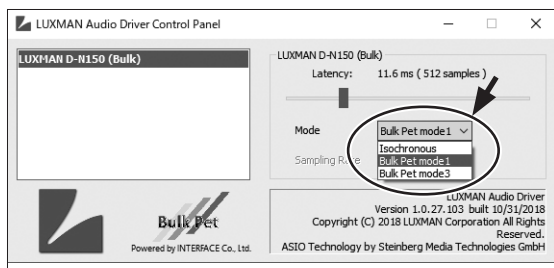 LUXMAN Audio Driver Control Panel
LUXMAN D-N150 (Bulk)
LUXMAN D-N150 (Bulk)
Latency: 11.6 ms ( 512 samples )
Mode Bulk Pet mode1
Isochronous
Bulk Pet mode1
Bulk Pet mode3
Sampling Rate
Bulk Pet
Powered by INTERFACE Co., Ltd.
LUXMAN Audio Driver
Version 1.0.27.103 built 10/31/2018
Copyright (C) 2018 LUXMAN Corporation All Rights
Reserved.
ASIO Technology by Steinberg Media Technologies GmbH